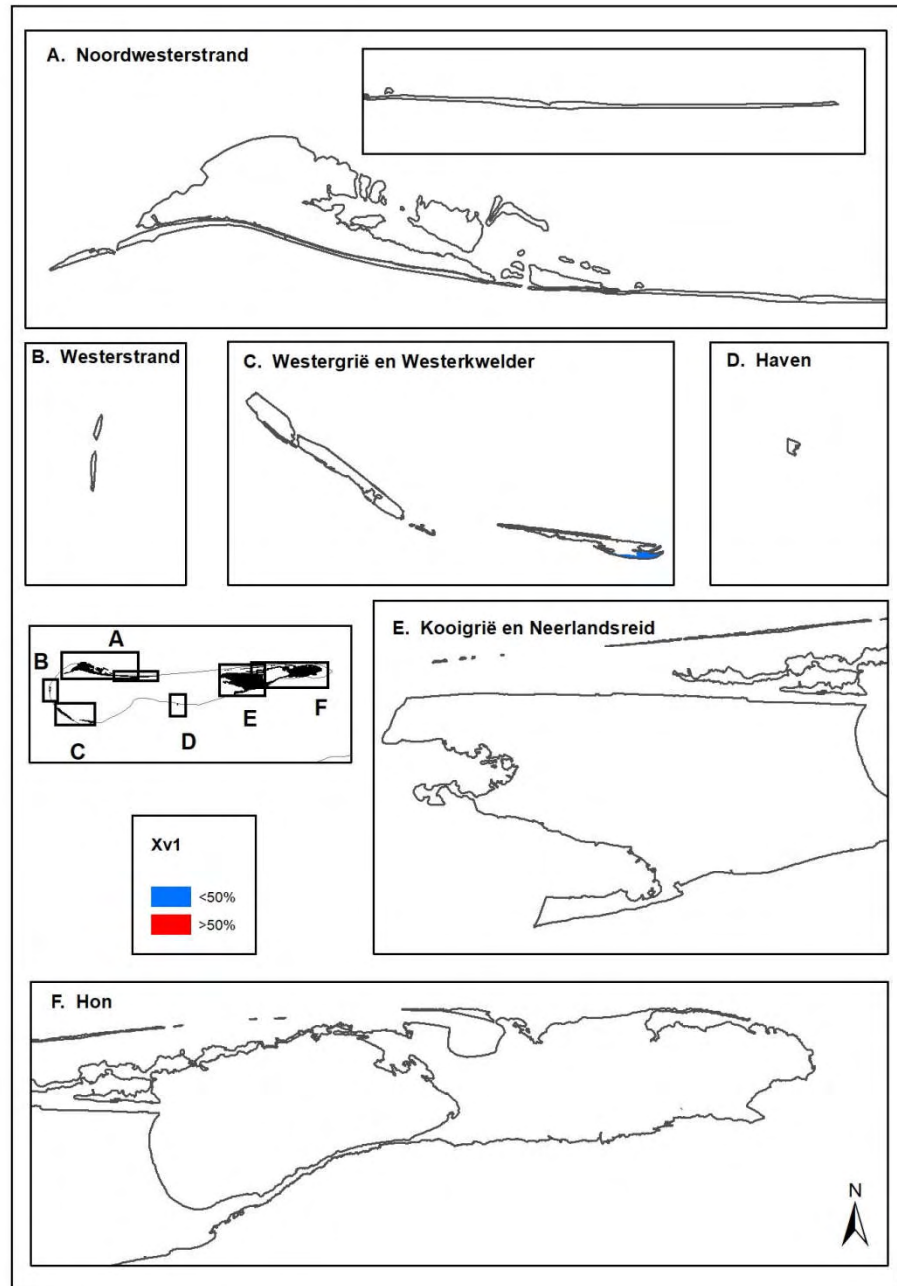 A. Noordwesterstrand
B. Westerstrand
C. Westergrië en Westerkwelder
D. Haven
A
B
C
D
E
F
E. Kooigrië en Neerlandsreid
Xv1
<50%
>50%
F. Hon
N